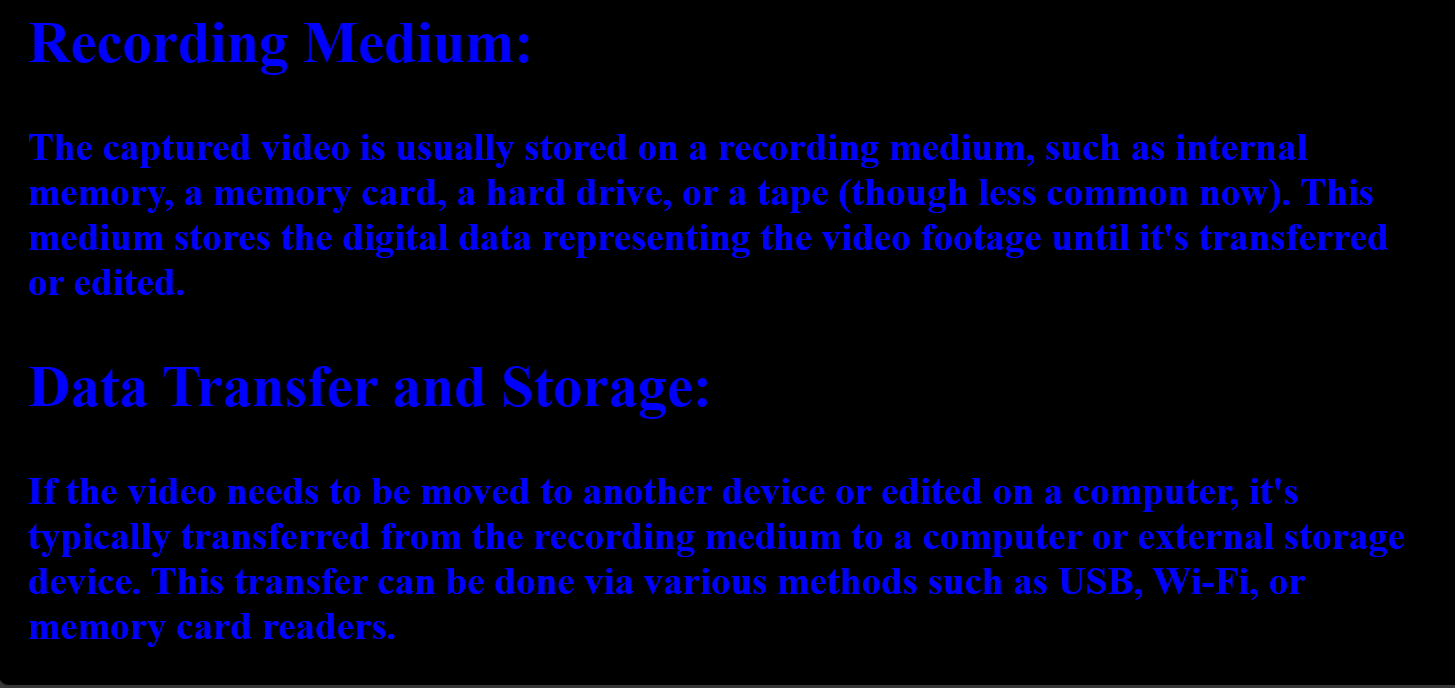 Recording Medium:
The captured video is usually stored on a recording medium, such as internal
memory, a memory card, a hard drive, or a tape (though less common now). This
medium stores the digital data representing the video footage until it's transferred
or edited.
Data Transfer and Storage:
If the video needs to be moved to another device or edited on a computer, it's
typically transferred from the recording medium to a computer or external storage
device. This transfer can be done via various methods such as USB, Wi-Fi, or
memory card readers.